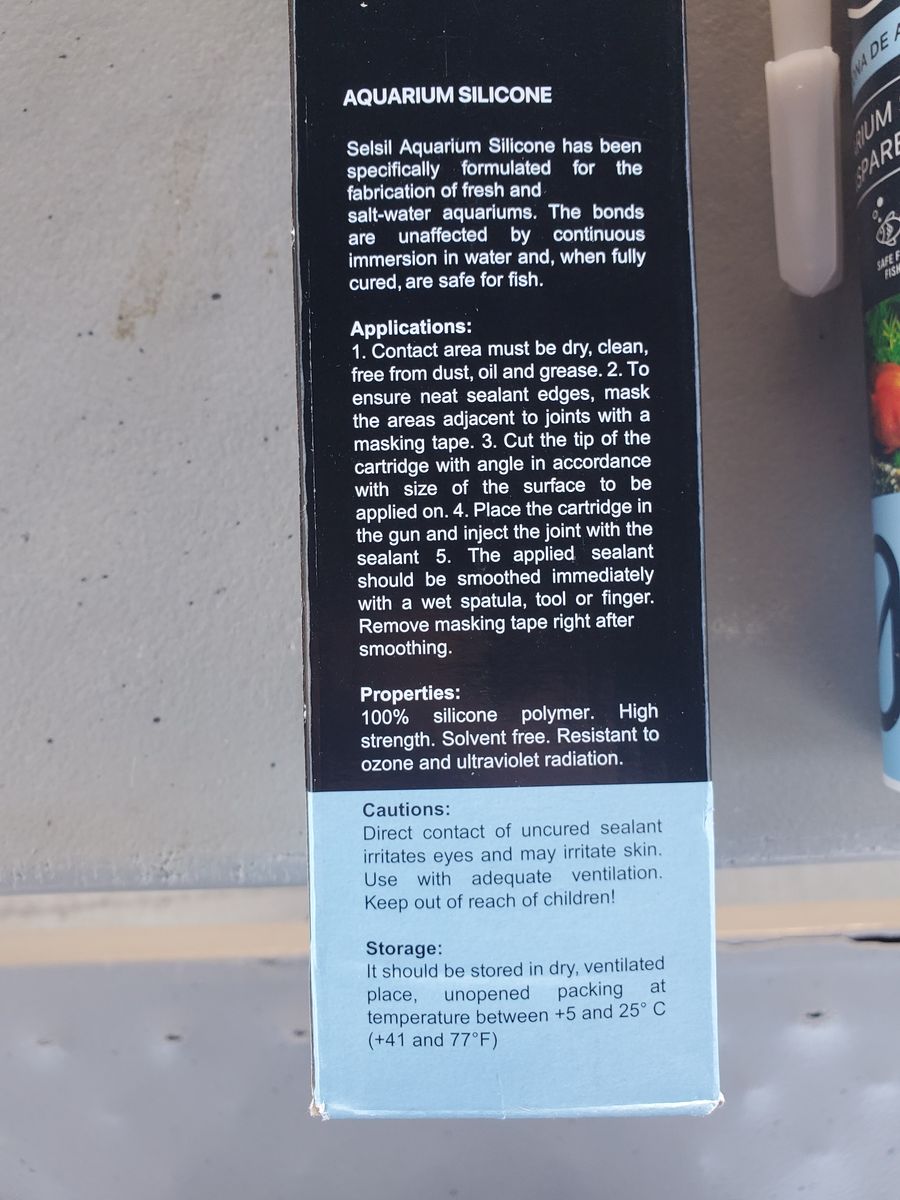 AQUARIUM SILICONE
Selsil Aquarium Silicone has been
specifically formulated for the
fabrication of fresh and
salt-water aquariums. The bonds
are unaffected by continuous
immersion in water and, when fully
cured, are safe for fish.
Applications:
1. Contact area must be dry, clean,
free from dust, oil and grease. 2. To
ensure neat sealant edges, mask
the areas adjacent to joints with a
masking tape. 3. Cut the tip of the
cartridge with angle in accordance
with size of the surface to be
applied on. 4. Place the cartridge in
the gun and inject the joint with the
sealant 5. The applied sealant
should be smoothed immediately
with a wet spatula, tool or finger.
Remove masking tape right after
smoothing.
Properties:
100% silicone polymer. High
strength. Solvent free. Resistant to
ozone and ultraviolet radiation.
Cautions:
Direct contact of uncured sealant
irritates eyes and may irritate skin.
Use with adequate ventilation.
Keep out of reach of children!
Storage:
It should be stored in dry, ventilated
place, unopened packing at
temperature between +5 and 25° C
(+41 and 77°F)
DE
SAFE
FISH